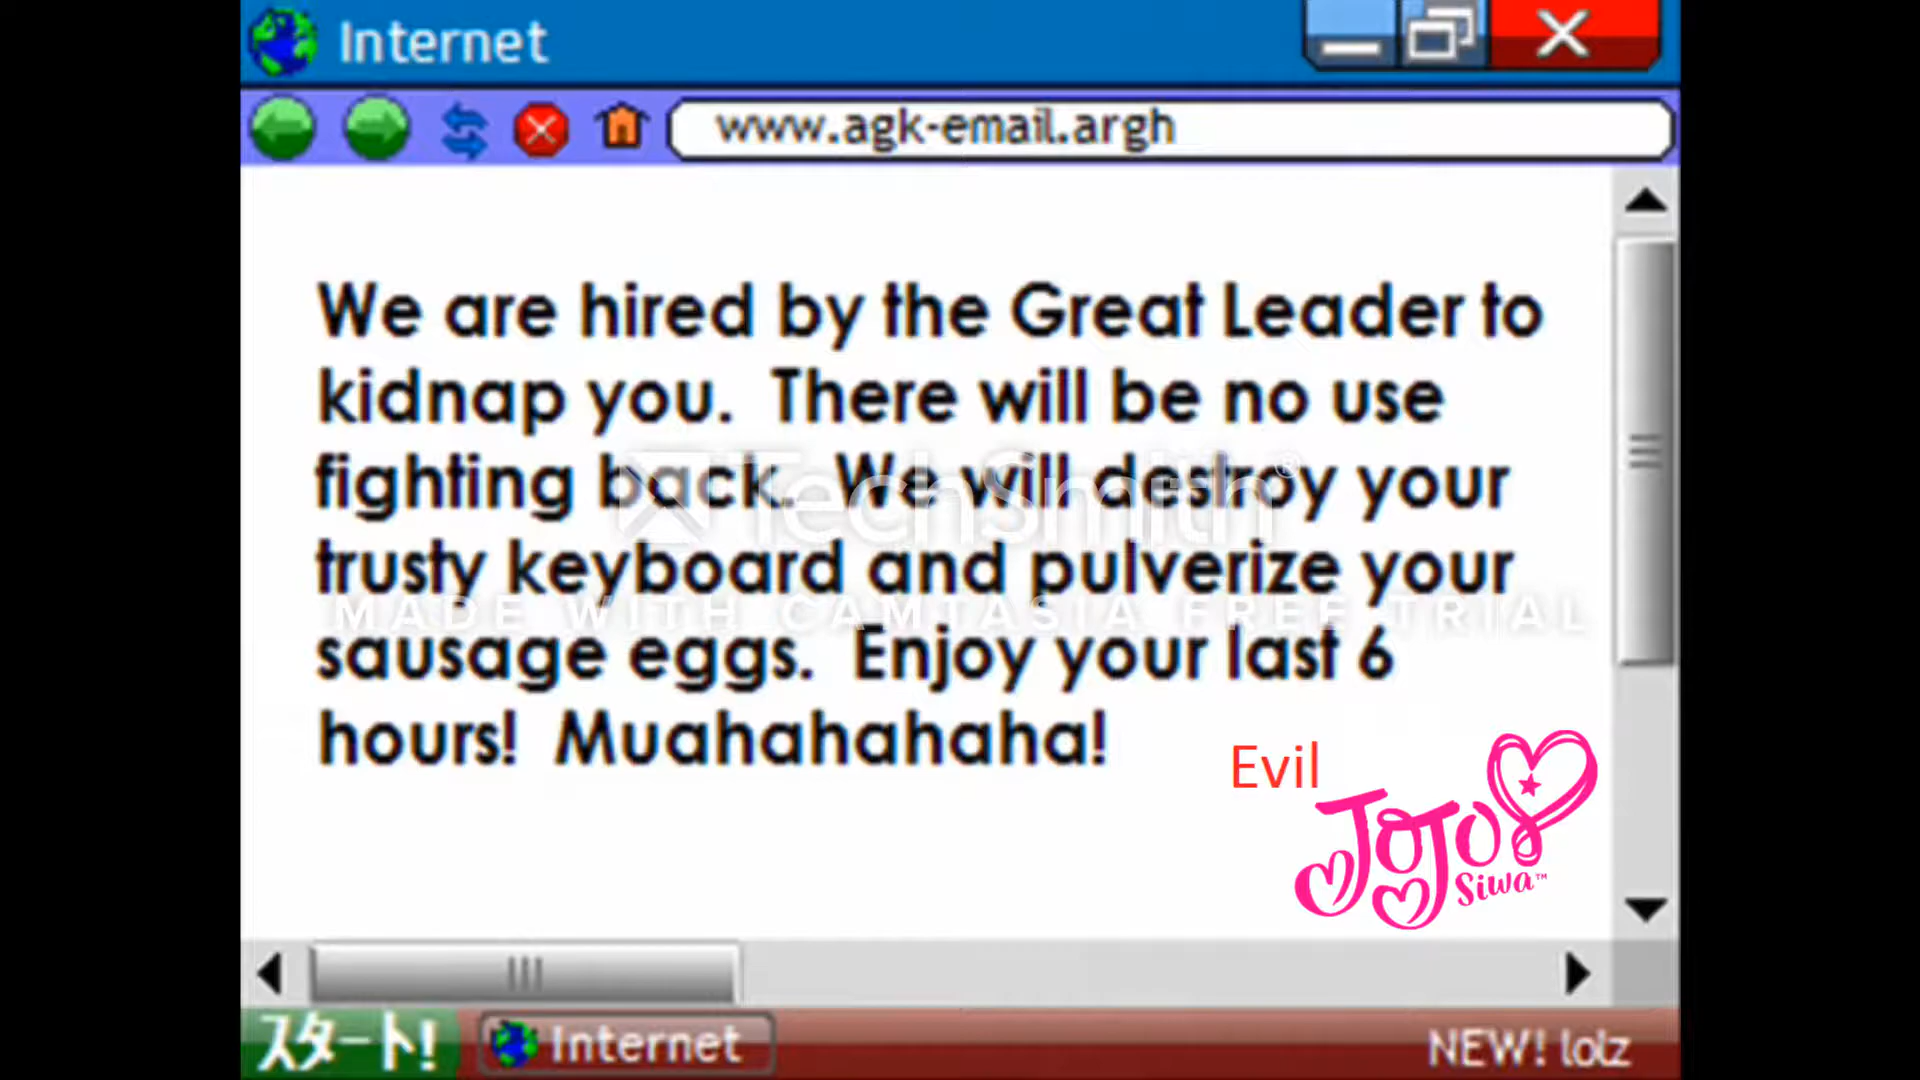 Internet
www.agk-email.argh
We are hired by the Great Leader to
kidnap you. There will be no use
fighting back. We will destroy your
TechSmith®
trusty keyboard and pulverize your
MADE WITH CAMTASIA FREE TRIAL
sausage eggs. Enjoy your last 6
hours! Muahahahaha!
Evil
JoJo
Siwa™
スタート!
Internet
NEW! lolz